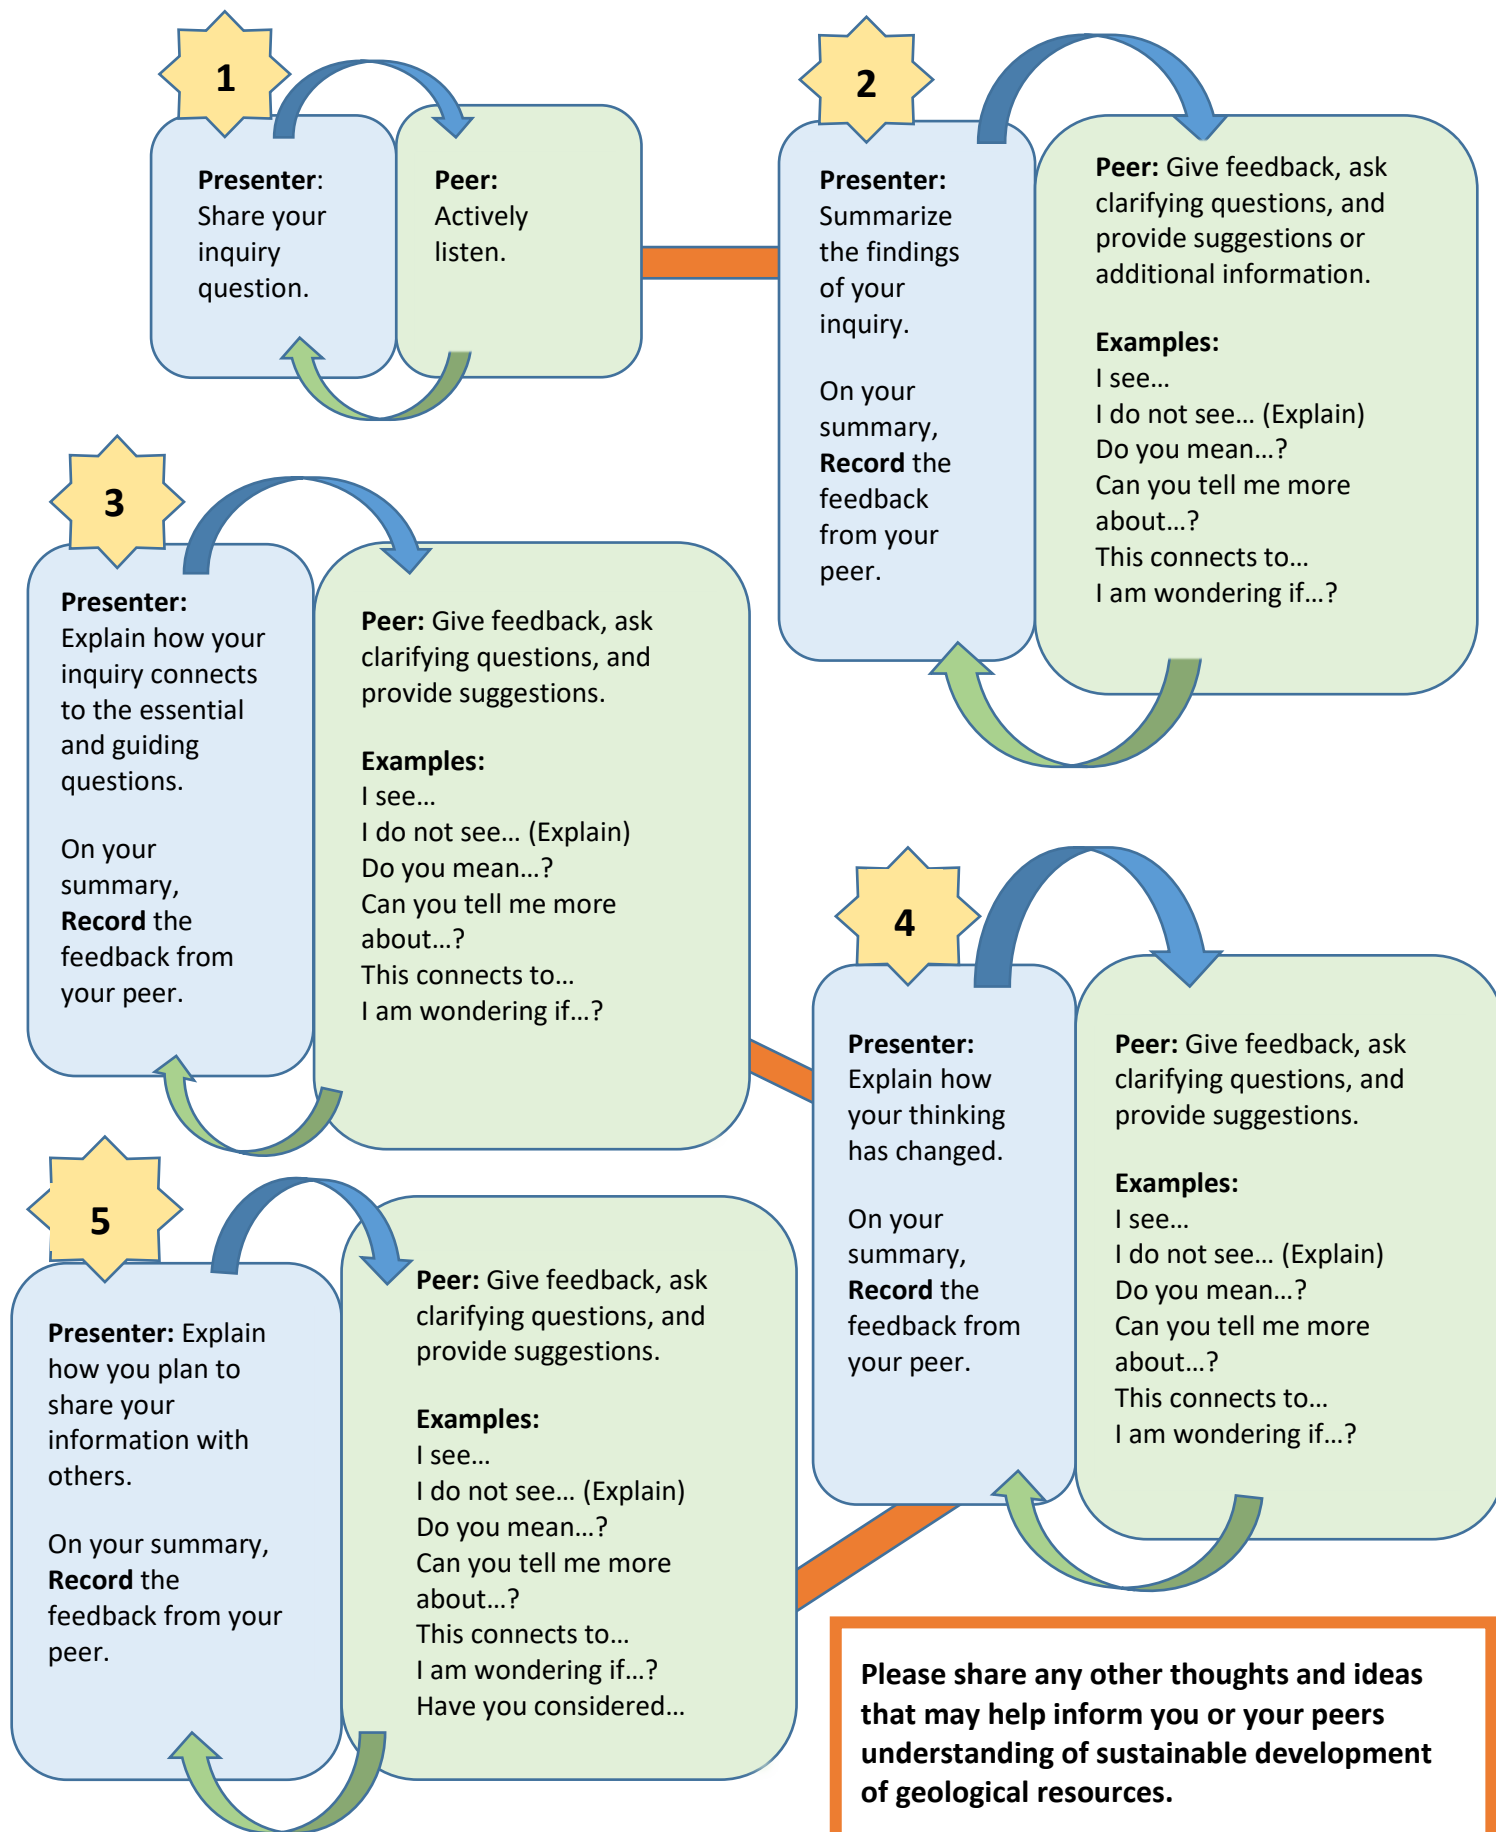 1
Presenter:
Share your
inquiry
question.
Peer:
Actively
listen.
2
Presenter:
Summarize
the findings
of your
inquiry.
On your
summary,
Record the
feedback
from your
peer.
Peer: Give feedback, ask
clarifying questions, and
provide suggestions or
additional information.
Examples:
I see...
I do not see... (Explain)
Do you mean...?
Can you tell me more
about...?
This connects to...
I am wondering if...?
3
Presenter:
Explain how your
inquiry connects
to the essential
and guiding
questions.
On your
summary,
Record the
feedback from
your peer.
Peer: Give feedback, ask
clarifying questions, and
provide suggestions.
Examples:
I see...
I do not see... (Explain)
Do you mean...?
Can you tell me more
about...?
This connects to...
I am wondering if...?
4
Presenter:
Explain how
your thinking
has changed.
On your
summary,
Record the
feedback from
your peer.
Peer: Give feedback, ask
clarifying questions, and
provide suggestions.
Examples:
I see...
I do not see... (Explain)
Do you mean...?
Can you tell me more
about...?
This connects to...
I am wondering if...?
5
Presenter: Explain
how you plan to
share your
information with
others.
On your summary,
Record the
feedback from your
peer.
Peer: Give feedback, ask
clarifying questions, and
provide suggestions.
Examples:
I see...
I do not see... (Explain)
Do you mean...?
Can you tell me more
about...?
This connects to...
I am wondering if...?
Have you considered...
Please share any other thoughts and ideas
that may help inform you or your peers
understanding of sustainable development
of geological resources.